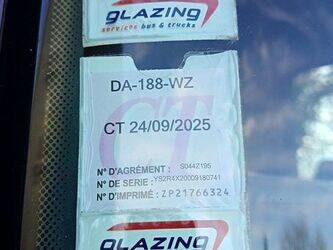 GLAZING
services bus & trucks
DA-188-WZ
CT
CT 24/09/2025
N° D'AGRÉMENT : S044Z195
N° DE SERIE : YS2R4X20009180741
N° D'IMPRIMÉ : ZP21766324
GLAZING